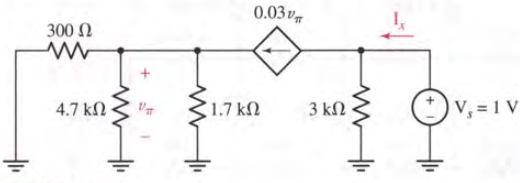 0.03vπ
300 Ω
Iₓ
+
4.7 kΩ
vπ
−
1.7 kΩ
3 kΩ
+
−
Vₛ = 1 V